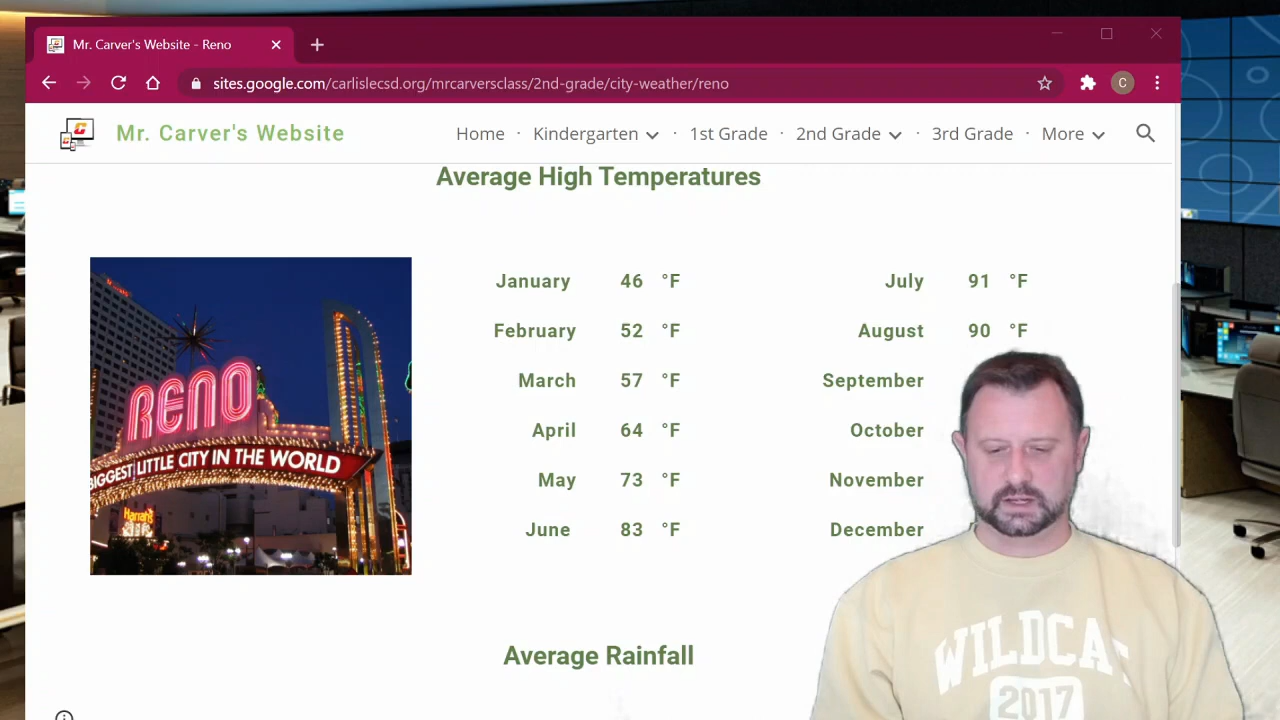 Mr. Carver's Website - Reno
sites.google.com/carlislecsd.org/mrcarversclass/2nd-grade/city-weather/reno
C
Mr. Carver's Website
Home · Kindergarten · 1st Grade · 2nd Grade · 3rd Grade · More
Average High Temperatures
January 46 °F July 91 °F
February 52 °F August 90 °F
March 57 °F September
April 64 °F October
May 73 °F November
June 83 °F December
RENO
BIGGEST LITTLE CITY IN THE WORLD
Harrah's
Average Rainfall
WILDCAT
2017